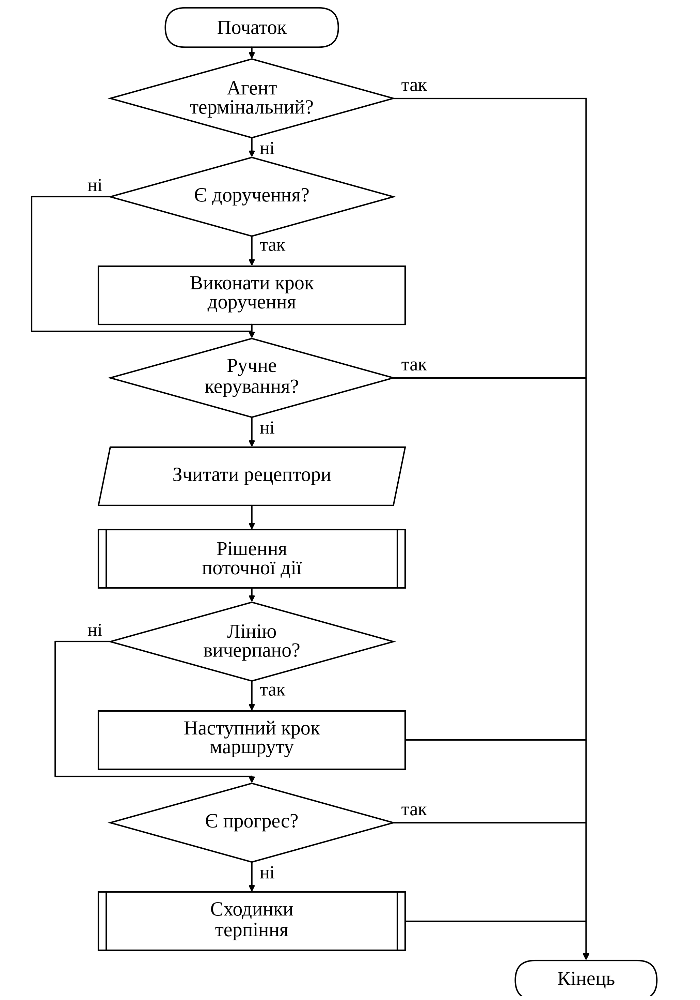 Початок
Агент
термінальний?
так
ні
Є доручення?
ні
так
Виконати крок
доручення
Ручне
керування?
так
ні
Зчитати рецептори
Рішення
поточної дії
Лінію
вичерпано?
ні
так
Наступний крок
маршруту
Є прогрес?
так
ні
Сходинки
терпіння
Кінець